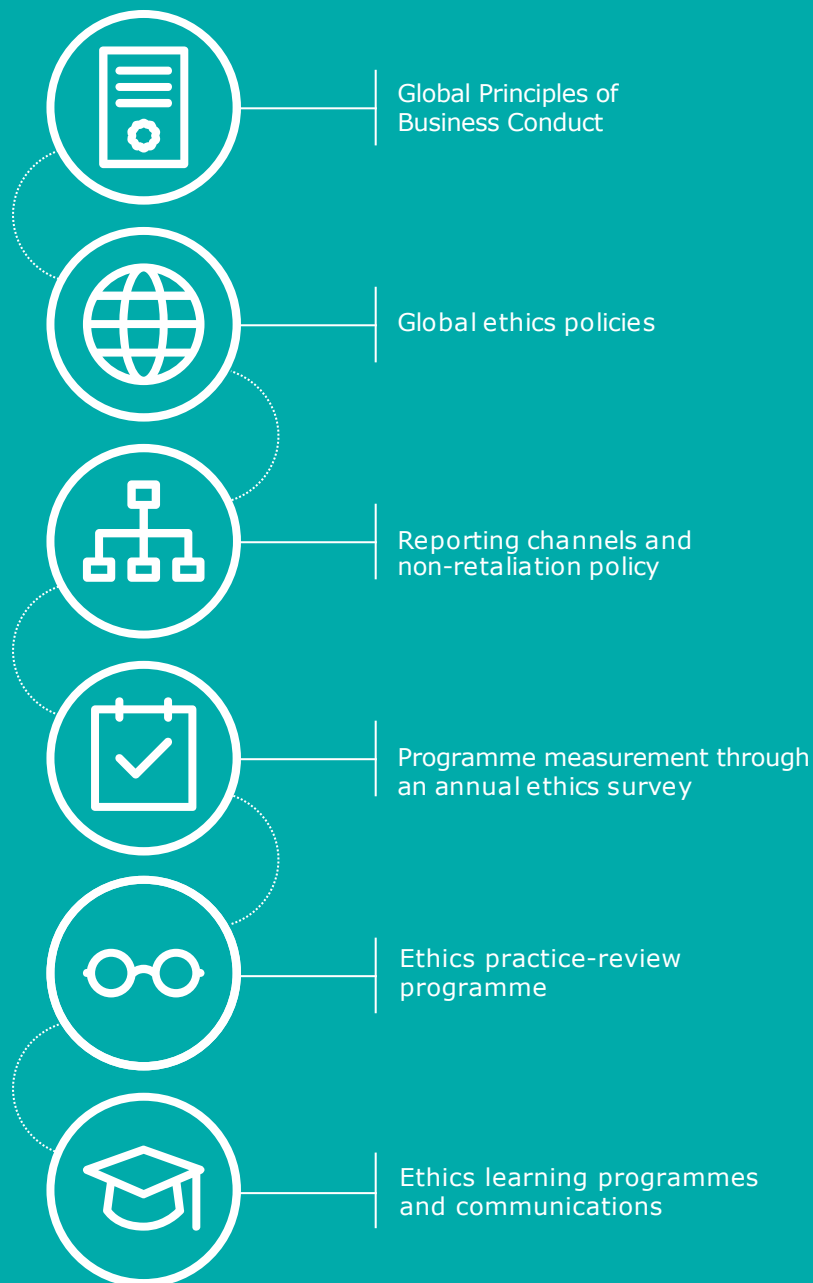 Global Principles of
Business Conduct
Global ethics policies
Reporting channels and
non-retaliation policy
Programme measurement through
an annual ethics survey
Ethics practice-review
programme
Ethics learning programmes
and communications